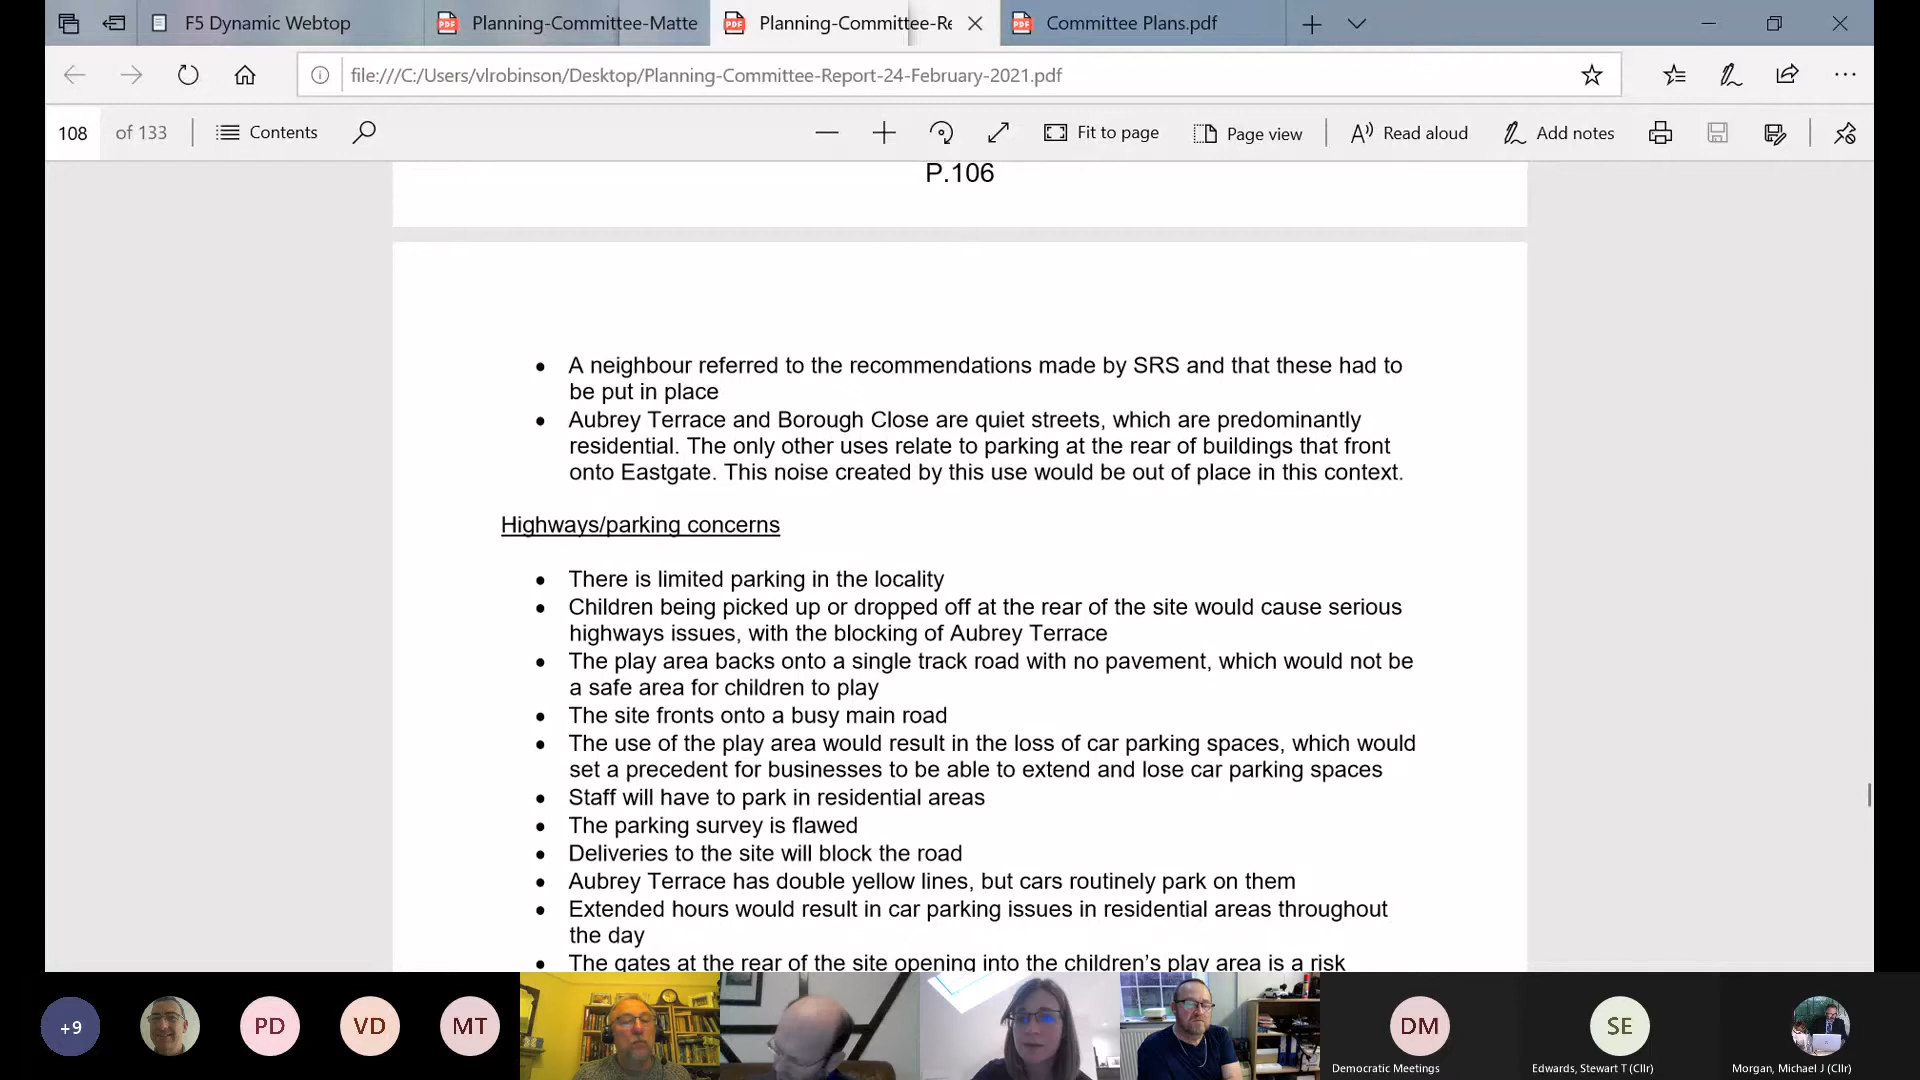 F5 Dynamic Webtop
Planning-Committee-Matte
Planning-Committee-Re
Committee Plans.pdf
file:///C:/Users/vlrobinson/Desktop/Planning-Committee-Report-24-February-2021.pdf
108 of 133
Contents
Fit to page
Page view
Read aloud
Add notes
P.106
• A neighbour referred to the recommendations made by SRS and that these had to
be put in place
• Aubrey Terrace and Borough Close are quiet streets, which are predominantly
residential. The only other uses relate to parking at the rear of buildings that front
onto Eastgate. This noise created by this use would be out of place in this context.
Highways/parking concerns
• There is limited parking in the locality
• Children being picked up or dropped off at the rear of the site would cause serious
highways issues, with the blocking of Aubrey Terrace
• The play area backs onto a single track road with no pavement, which would not be
a safe area for children to play
• The site fronts onto a busy main road
• The use of the play area would result in the loss of car parking spaces, which would
set a precedent for businesses to be able to extend and lose car parking spaces
• Staff will have to park in residential areas
• The parking survey is flawed
• Deliveries to the site will block the road
• Aubrey Terrace has double yellow lines, but cars routinely park on them
• Extended hours would result in car parking issues in residential areas throughout
the day
• The gates at the rear of the site opening into the children's play area is a risk
+9
PD
VD
MT
DM
SE
Democratic Meetings
Edwards, Stewart T (Cllr)
Morgan, Michael J (Cllr)